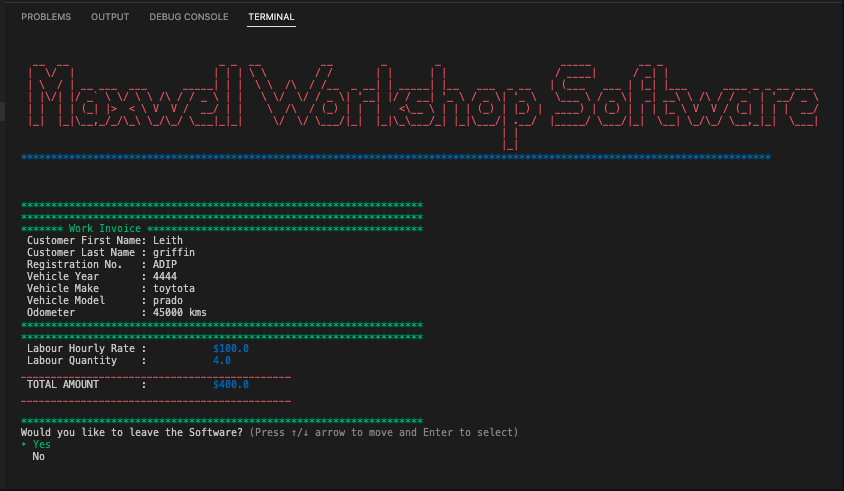 PROBLEMS OUTPUT DEBUG CONSOLE TERMINAL
Maxwell Workshop Software
******* Work Invoice **********************************************
Customer First Name: Leith
Customer Last Name : griffin
Registration No. : ADIP
Vehicle Year : 4444
Vehicle Make : toytota
Vehicle Model : prado
Odometer : 45000 kms
Labour Hourly Rate : $100.0
Labour Quantity : 4.0
TOTAL AMOUNT : $400.0
Would you like to leave the Software? (Press ↑/↓ arrow to move and Enter to select)
‣ Yes
No